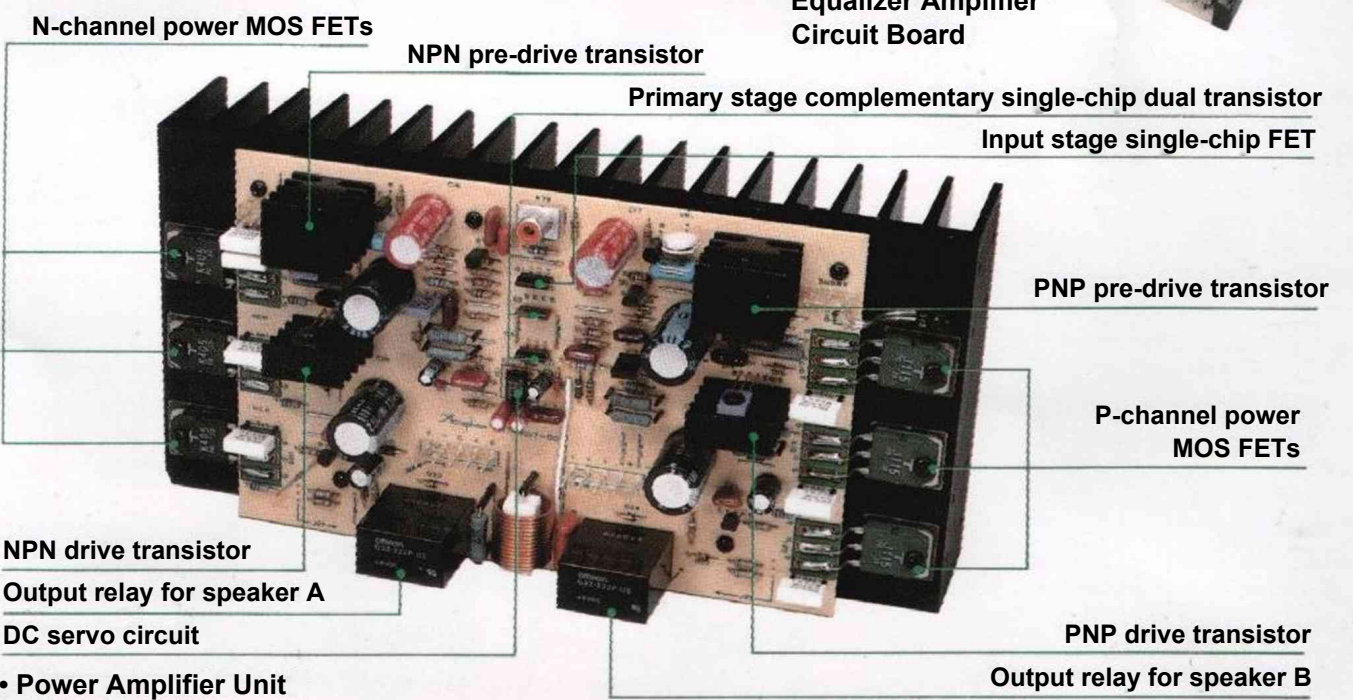 Equalizer Amplifier
Circuit Board
N-channel power MOS FETs
NPN pre-drive transistor
Primary stage complementary single-chip dual transistor
Input stage single-chip FET
PNP pre-drive transistor
P-channel power
MOS FETs
NPN drive transistor
Output relay for speaker A
DC servo circuit
PNP drive transistor
Output relay for speaker B
• Power Amplifier Unit
omron
omron